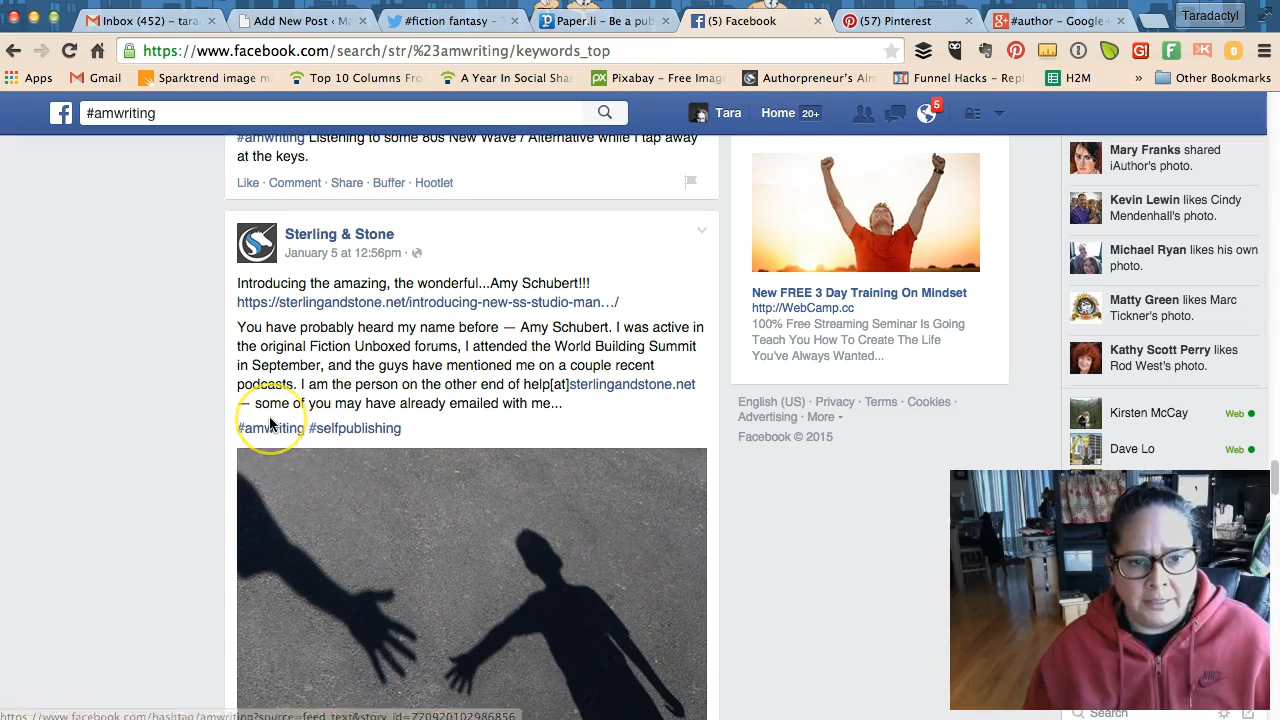 Inbox (452) – tara
Add New Post ‹ M
#fiction fantasy - T
Paper.li – Be a pub
(5) Facebook
(57) Pinterest
#author - Google+
Taradactyl
https://www.facebook.com/search/str/%23amwriting/keywords_top
Apps
Gmail
Sparktrend image m
Top 10 Columns Fro
A Year In Social Shar
Pixabay - Free Imag
Authorpreneur's Alm
Funnel Hacks - Repl
H2M
» Other Bookmarks
#amwriting
Tara
Home 20+
5
#amwriting Listening to some 80s New Wave / Alternative while I tap away
at the keys.
Like · Comment · Share · Buffer · Hootlet
Sterling & Stone
January 5 at 12:56pm ·
Introducing the amazing, the wonderful...Amy Schubert!!!
https://sterlingandstone.net/introducing-new-ss-studio-man…/
You have probably heard my name before — Amy Schubert. I was active in
the original Fiction Unboxed forums, I attended the World Building Summit
in September, and the guys have mentioned me on a couple recent
podcasts. I am the person on the other end of help[at]sterlingandstone.net
— some of you may have already emailed with me...
#amwriting #selfpublishing
New FREE 3 Day Training On Mindset
http://WebCamp.cc
100% Free Streaming Seminar Is Going
Teach You How To Create The Life
You've Always Wanted...
English (US) · Privacy · Terms · Cookies ·
Advertising · More
Facebook © 2015
Mary Franks shared
iAuthor's photo.
Kevin Lewin likes Cindy
Mendenhall's photo.
Michael Ryan likes his own
photo.
Matty Green likes Marc
Tickner's photo.
Kathy Scott Perry likes
Rod West's photo.
Kirsten McCay
Web
Dave Lo
Web
Search
https://www.facebook.com/hashtag/amwriting?source=feed_text&story_id=770920102986856